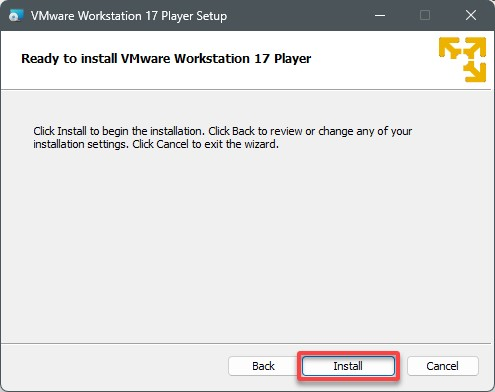 VMware Workstation 17 Player Setup
Ready to install VMware Workstation 17 Player
Click Install to begin the installation. Click Back to review or change any of your
installation settings. Click Cancel to exit the wizard.
Back Install Cancel